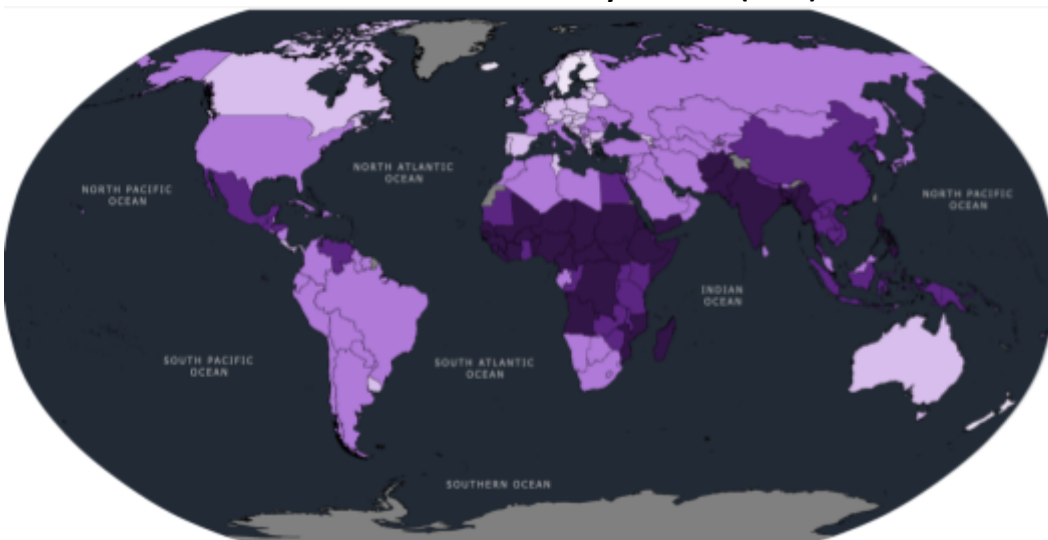 NORTH ATLANTIC
OCEAN
NORTH PACIFIC
OCEAN
NORTH PACIFIC
OCEAN
INDIAN
OCEAN
SOUTH PACIFIC
OCEAN
SOUTH ATLANTIC
OCEAN
SOUTHERN OCEAN